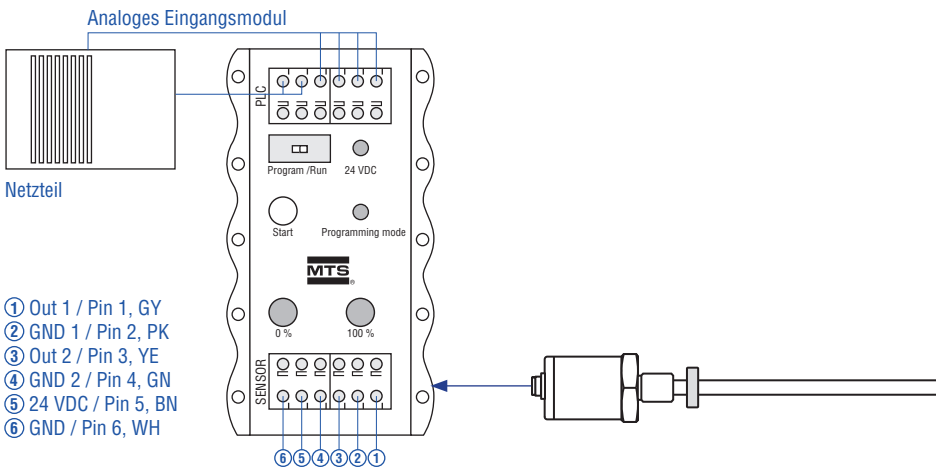 Analoges Eingangsmodul
PLC
Program /Run 24 VDC
Netzteil
Start Programming mode
MTS
®
0 % 100 %
① Out 1 / Pin 1, GY
② GND 1 / Pin 2, PK
③ Out 2 / Pin 3, YE
④ GND 2 / Pin 4, GN
⑤ 24 VDC / Pin 5, BN
⑥ GND / Pin 6, WH
SENSOR
⑥⑤④③②①